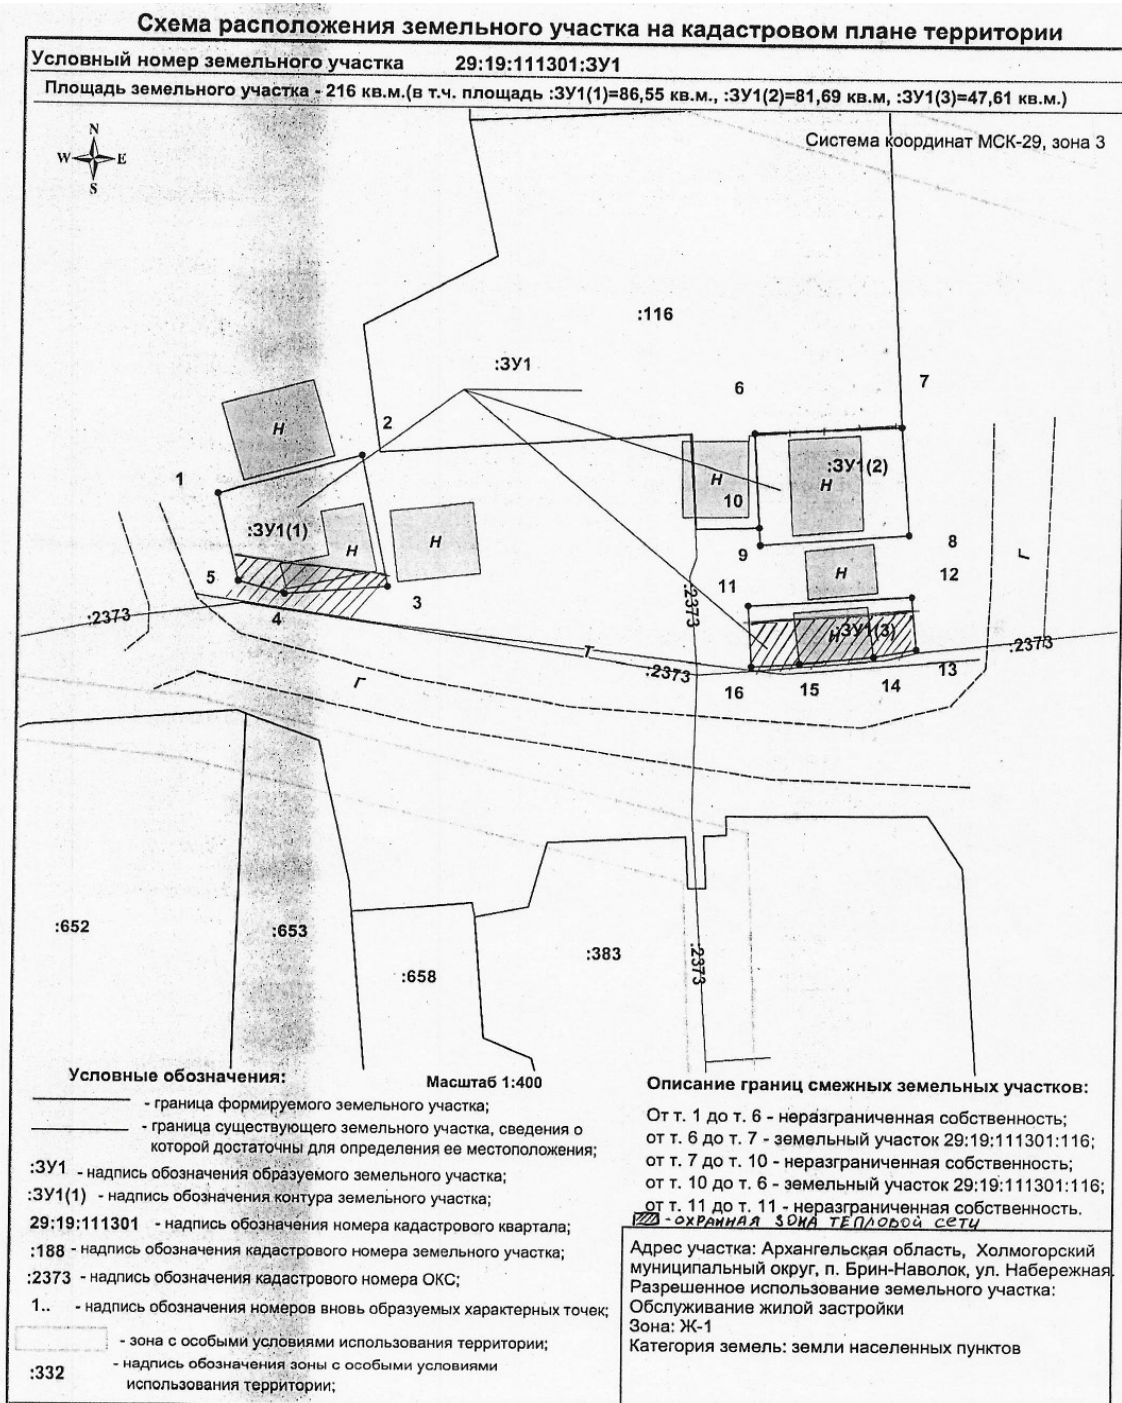 Схема расположения земельного участка на кадастровом плане территории
Условный номер земельного участка 29:19:111301:ЗУ1
Площадь земельного участка - 216 кв.м.(в т.ч. площадь :ЗУ1(1)=86,55 кв.м., :ЗУ1(2)=81,69 кв.м, :ЗУ1(3)=47,61 кв.м.)
Система координат МСК-29, зона 3
N
W E
S
:116
:ЗУ1
6
7
2
Н
1
Н
10
:ЗУ1(2)
Н
:ЗУ1(1)
Н
Н
9
8
Г
5
3
4
11
Н
12
:2373
:2373
:ЗУ1(3)
Н
:2373
Т
:2373
Г
16
15
14
13
:652
:653
:658
:383
:2373
Условные обозначения:
Масштаб 1:400
- граница формируемого земельного участка;
- граница существующего земельного участка, сведения о
которой достаточны для определения ее местоположения;
:ЗУ1 - надпись обозначения образуемого земельного участка;
:ЗУ1(1) - надпись обозначения контура земельного участка;
29:19:111301 - надпись обозначения номера кадастрового квартала;
:188 - надпись обозначения кадастрового номера земельного участка;
:2373 - надпись обозначения кадастрового номера ОКС;
1.. - надпись обозначения номеров вновь образуемых характерных точек;
- зона с особыми условиями использования территории;
:332 - надпись обозначения зоны с особыми условиями
использования территории;
Описание границ смежных земельных участков:
От т. 1 до т. 6 - неразграниченная собственность;
от т. 6 до т. 7 - земельный участок 29:19:111301:116;
от т. 7 до т. 10 - неразграниченная собственность;
от т. 10 до т. 6 - земельный участок 29:19:111301:116;
от т. 11 до т. 11 - неразграниченная собственность.
- ОХРАННАЯ ЗОНА ТЕПЛОВОЙ СЕТИ
Адрес участка: Архангельская область, Холмогорский
муниципальный округ, п. Брин-Наволок, ул. Набережная
Разрешенное использование земельного участка:
Обслуживание жилой застройки
Зона: Ж-1
Категория земель: земли населенных пунктов